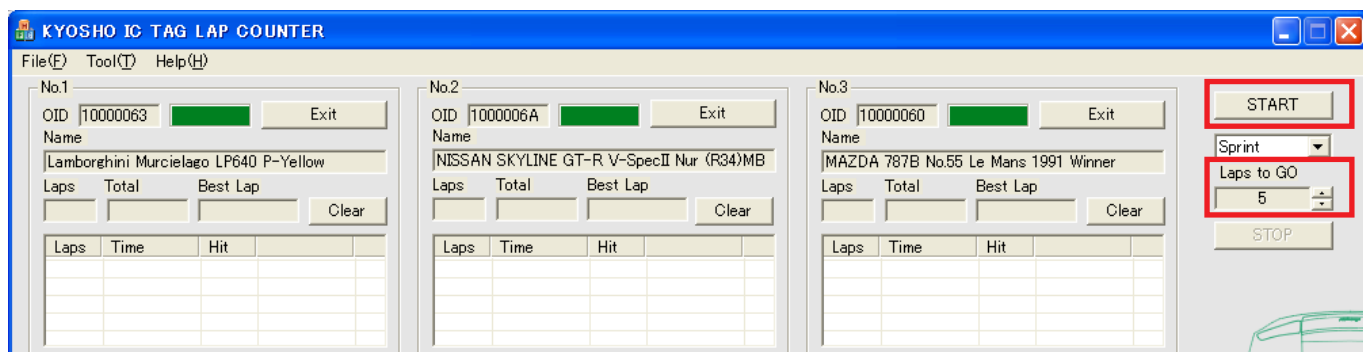 KYOSHO IC TAG LAP COUNTER
File(F) Tool(T) Help(H)
No.1
OID 10000063 Exit
Name
Lamborghini Murcielago LP640 P-Yellow
Laps Total Best Lap
Clear
Laps Time Hit
No.2
OID 1000006A Exit
Name
NISSAN SKYLINE GT-R V-SpecII Nur (R34)MB
Laps Total Best Lap
Clear
Laps Time Hit
No.3
OID 10000060 Exit
Name
MAZDA 787B No.55 Le Mans 1991 Winner
Laps Total Best Lap
Clear
Laps Time Hit
START
Sprint
Laps to GO
5
STOP